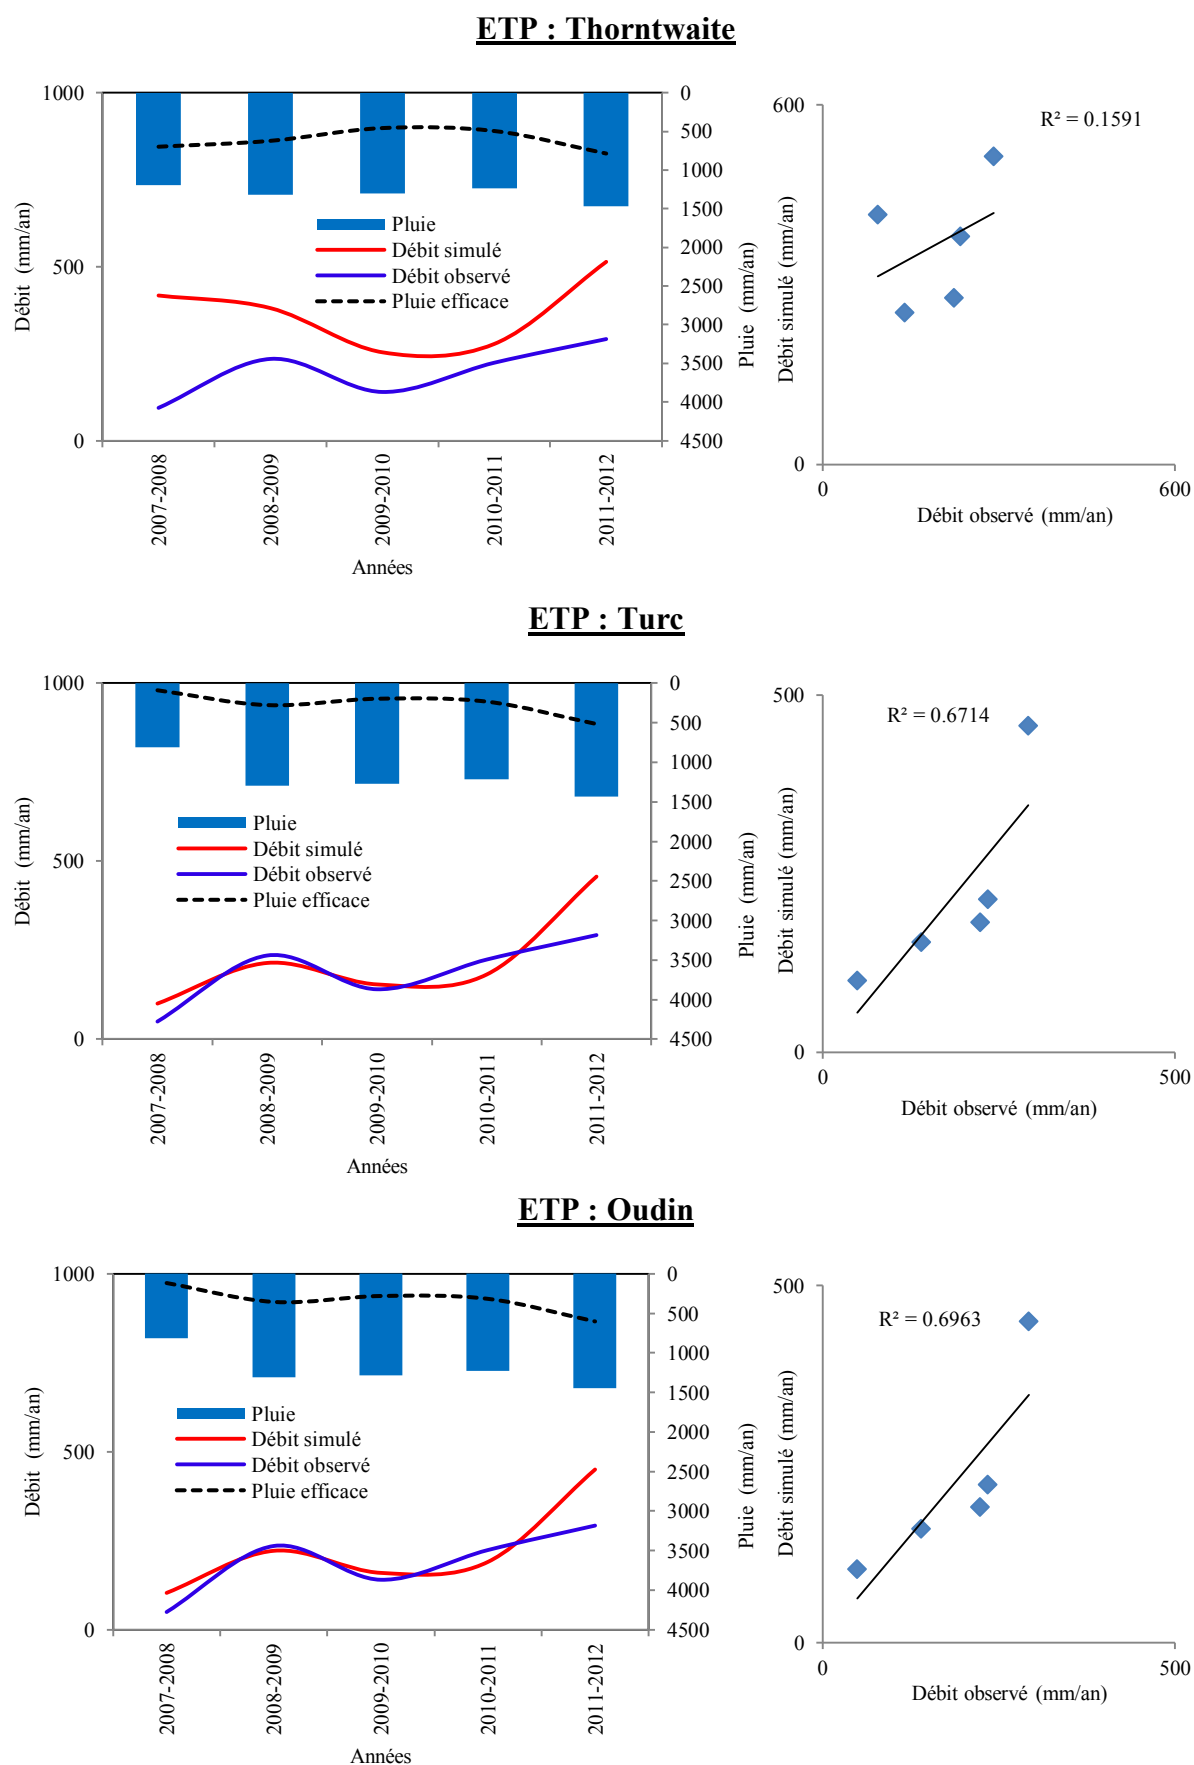 ETP : Thorntwaite
1000
500
0
Débit (mm/an)
0
500
1000
1500
2000
2500
3000
3500
4000
4500
Pluie (mm/an)
Pluie
Débit simulé
Débit observé
Pluie efficace
2007-2008
2008-2009
2009-2010
2010-2011
2011-2012
Années
R² = 0.1591
600
0
Débit simulé (mm/an)
0
600
Débit observé (mm/an)
ETP : Turc
1000
500
0
Débit (mm/an)
0
500
1000
1500
2000
2500
3000
3500
4000
4500
Pluie (mm/an)
Pluie
Débit simulé
Débit observé
Pluie efficace
2007-2008
2008-2009
2009-2010
2010-2011
2011-2012
Années
R² = 0.6714
500
0
Débit simulé (mm/an)
0
500
Débit observé (mm/an)
ETP : Oudin
1000
500
0
Débit (mm/an)
0
500
1000
1500
2000
2500
3000
3500
4000
4500
Pluie (mm/an)
Pluie
Débit simulé
Débit observé
Pluie efficace
2007-2008
2008-2009
2009-2010
2010-2011
2011-2012
Années
R² = 0.6963
500
0
Débit simulé (mm/an)
0
500
Débit observé (mm/an)